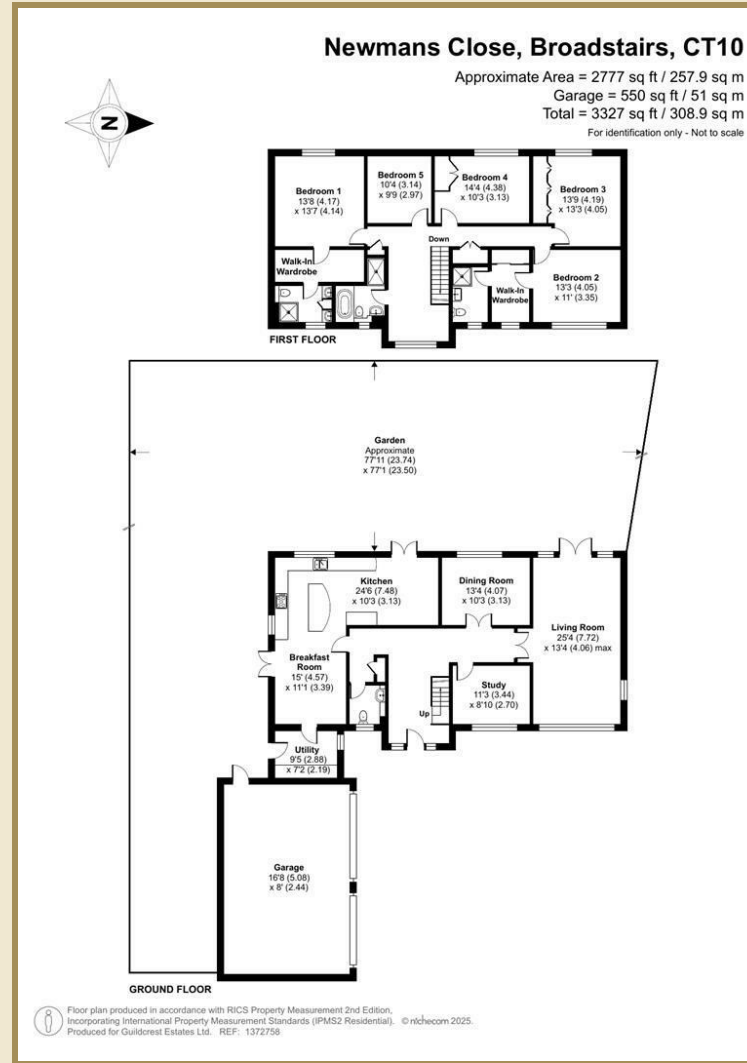 Newmans Close, Broadstairs, CT10
Approximate Area = 2777 sq ft / 257.9 sq m
Garage = 550 sq ft / 51 sq m
Total = 3327 sq ft / 308.9 sq m
For identification only - Not to scale
N
Bedroom 1
13'8 (4.17)
x 13'7 (4.14)
Bedroom 5
10'4 (3.14)
x 9'9 (2.97)
Bedroom 4
14'4 (4.38)
x 10'3 (3.13)
Bedroom 3
13'9 (4.19)
x 13'3 (4.05)
Down
Walk-In
Wardrobe
Walk-In
Wardrobe
Bedroom 2
13'3 (4.05)
x 11' (3.35)
FIRST FLOOR
Garden
Approximate
77'11 (23.74)
x 77'1 (23.50)
Kitchen
24'6 (7.48)
x 10'3 (3.13)
Dining Room
13'4 (4.07)
x 10'3 (3.13)
Living Room
25'4 (7.72)
x 13'4 (4.06) max
Breakfast
Room
15' (4.57)
x 11'1 (3.39)
Study
11'3 (3.44)
x 8'10 (2.70)
Up
Utility
9'5 (2.88)
x 7'2 (2.19)
Garage
16'8 (5.08)
x 8' (2.44)
GROUND FLOOR
Floor plan produced in accordance with RICS Property Measurement 2nd Edition,
Incorporating International Property Measurement Standards (IPMS2 Residential). © nichecom 2025.
Produced for Guildcrest Estates Ltd. REF: 1372758